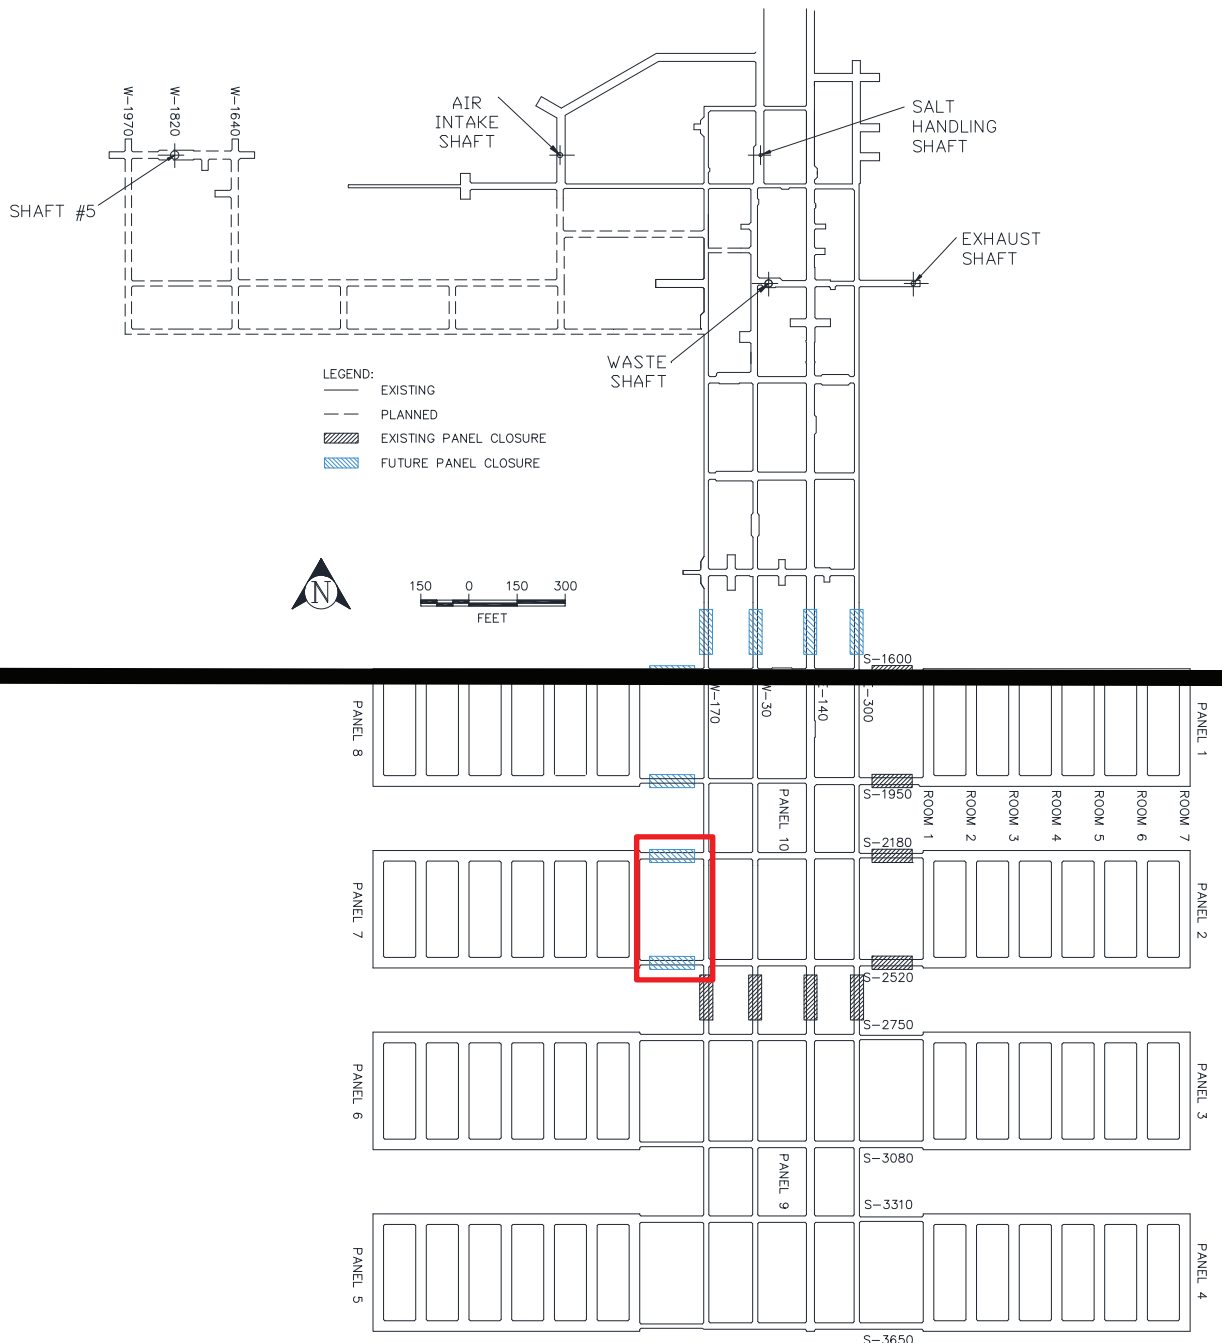 W-1970
W-1820
W-1640
AIR
INTAKE
SHAFT
SALT
HANDLING
SHAFT
SHAFT #5
EXHAUST
SHAFT
WASTE
SHAFT
LEGEND:
EXISTING
PLANNED
EXISTING PANEL CLOSURE
FUTURE PANEL CLOSURE
N
150 0 150 300
FEET
S-1600
W-170
W-30
-140
-300
PANEL 8
PANEL 1
S-1950
PANEL 10
ROOM 1
ROOM 2
ROOM 3
ROOM 4
ROOM 5
ROOM 6
ROOM 7
S-2180
PANEL 7
PANEL 2
S-2520
S-2750
PANEL 6
PANEL 3
S-3080
PANEL 9
S-3310
PANEL 5
PANEL 4
S-3650